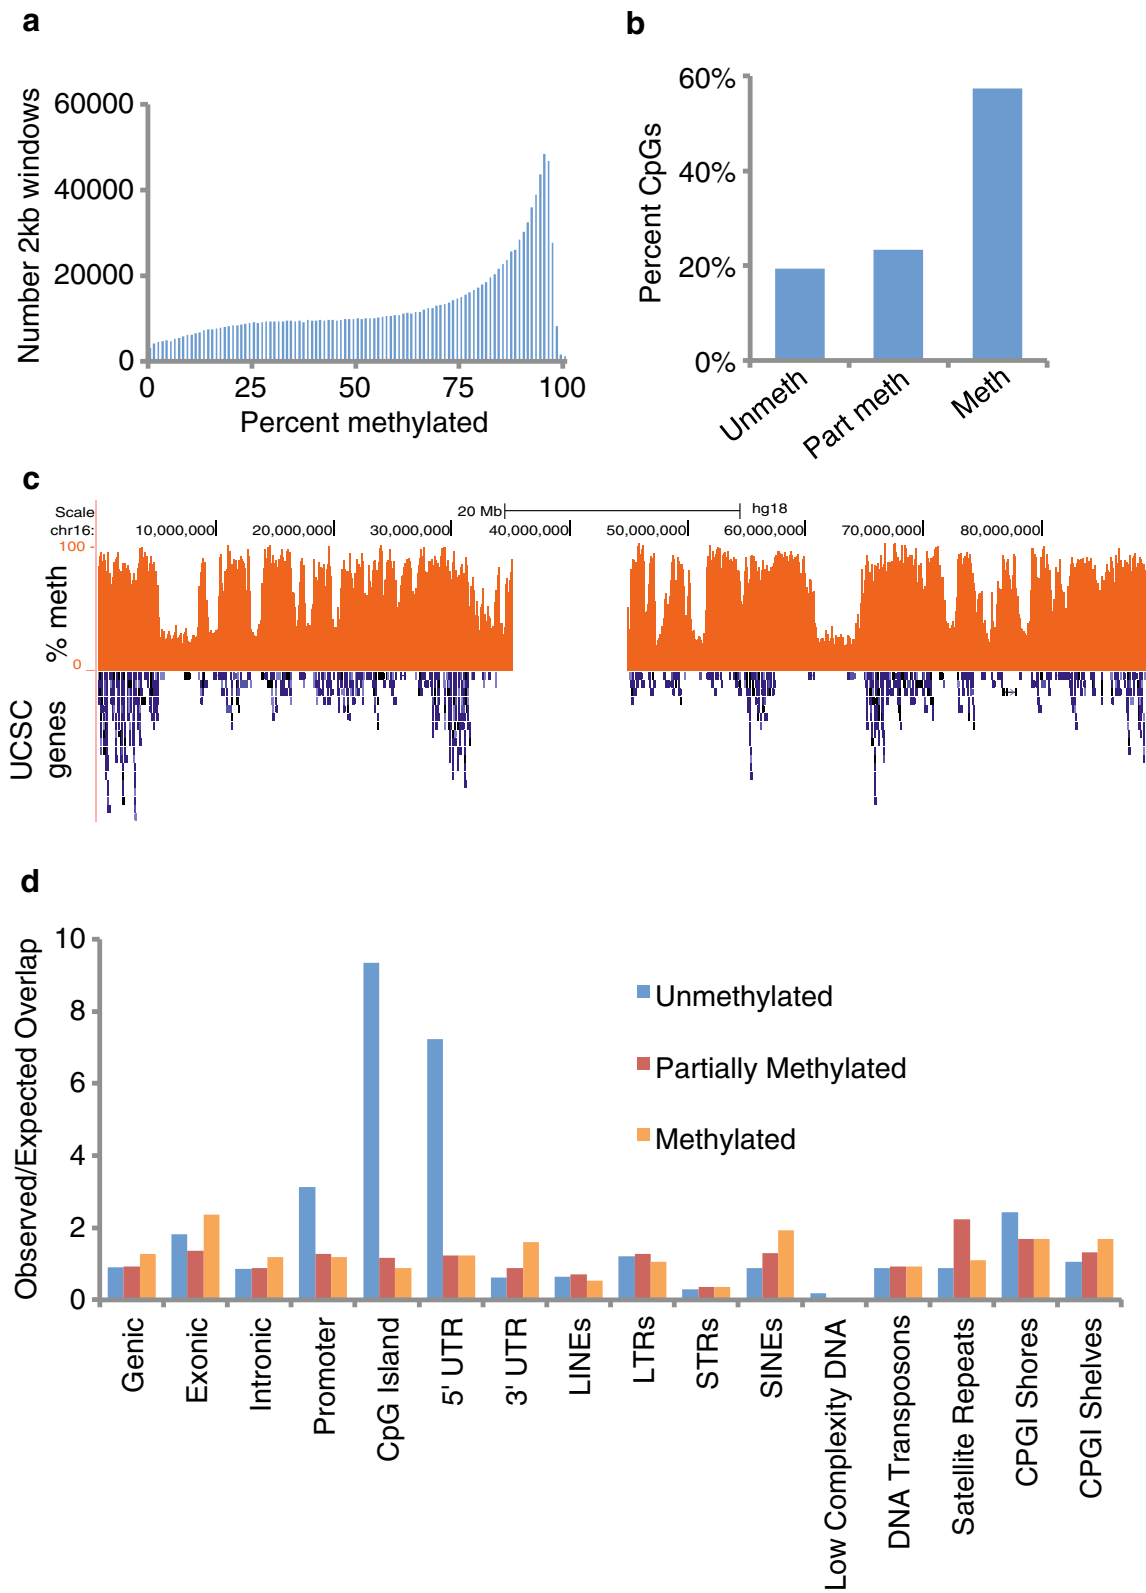 a
Number 2kb windows
60000
40000
20000
0
0 25 50 75 100
Percent methylated
b
Percent CpGs
60%
40%
20%
0%
Unmeth
Part meth
Meth
c
Scale
20 Mb
hg18
chr16:
10,000,000
20,000,000
30,000,000
40,000,000
50,000,000
60,000,000
70,000,000
80,000,000
100
% meth
0
UCSC
genes
d
Observed/Expected Overlap
10
8
6
4
2
0
Unmethylated
Partially Methylated
Methylated
Genic
Exonic
Intronic
Promoter
CpG Island
5' UTR
3' UTR
LINEs
LTRs
STRs
SINEs
Low Complexity DNA
DNA Transposons
Satellite Repeats
CPGI Shores
CPGI Shelves